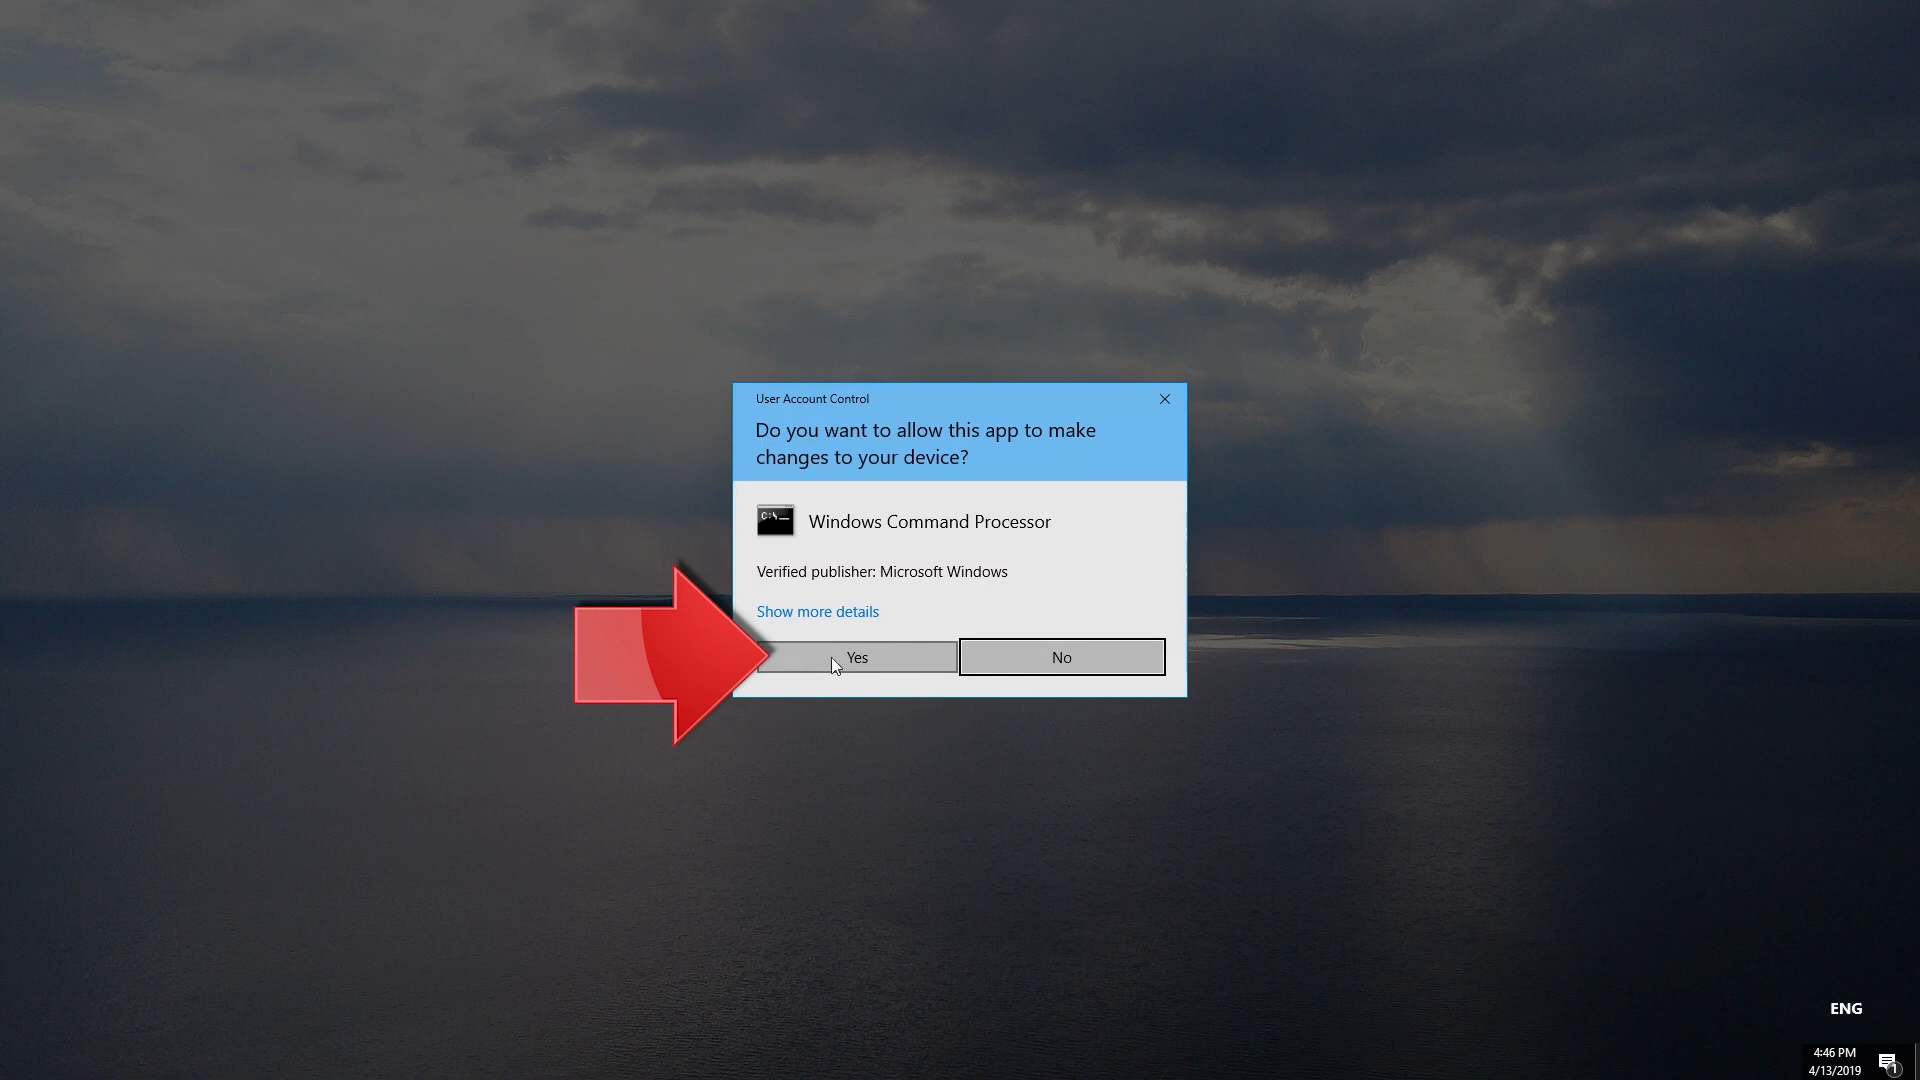 User Account Control
Do you want to allow this app to make
changes to your device?
C:\_
Windows Command Processor
Verified publisher: Microsoft Windows
Show more details
Yes
No
ENG
4:46 PM
4/13/2019
1